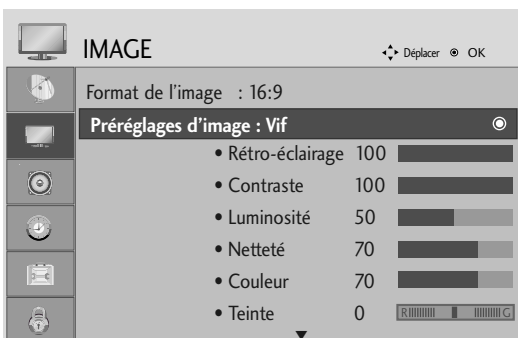 IMAGE
Déplacer OK
Format de l'image : 16:9
Préréglages d'image : Vif
• Rétro-éclairage 100
• Contraste 100
• Luminosité 50
• Netteté 70
• Couleur 70
• Teinte 0 R G